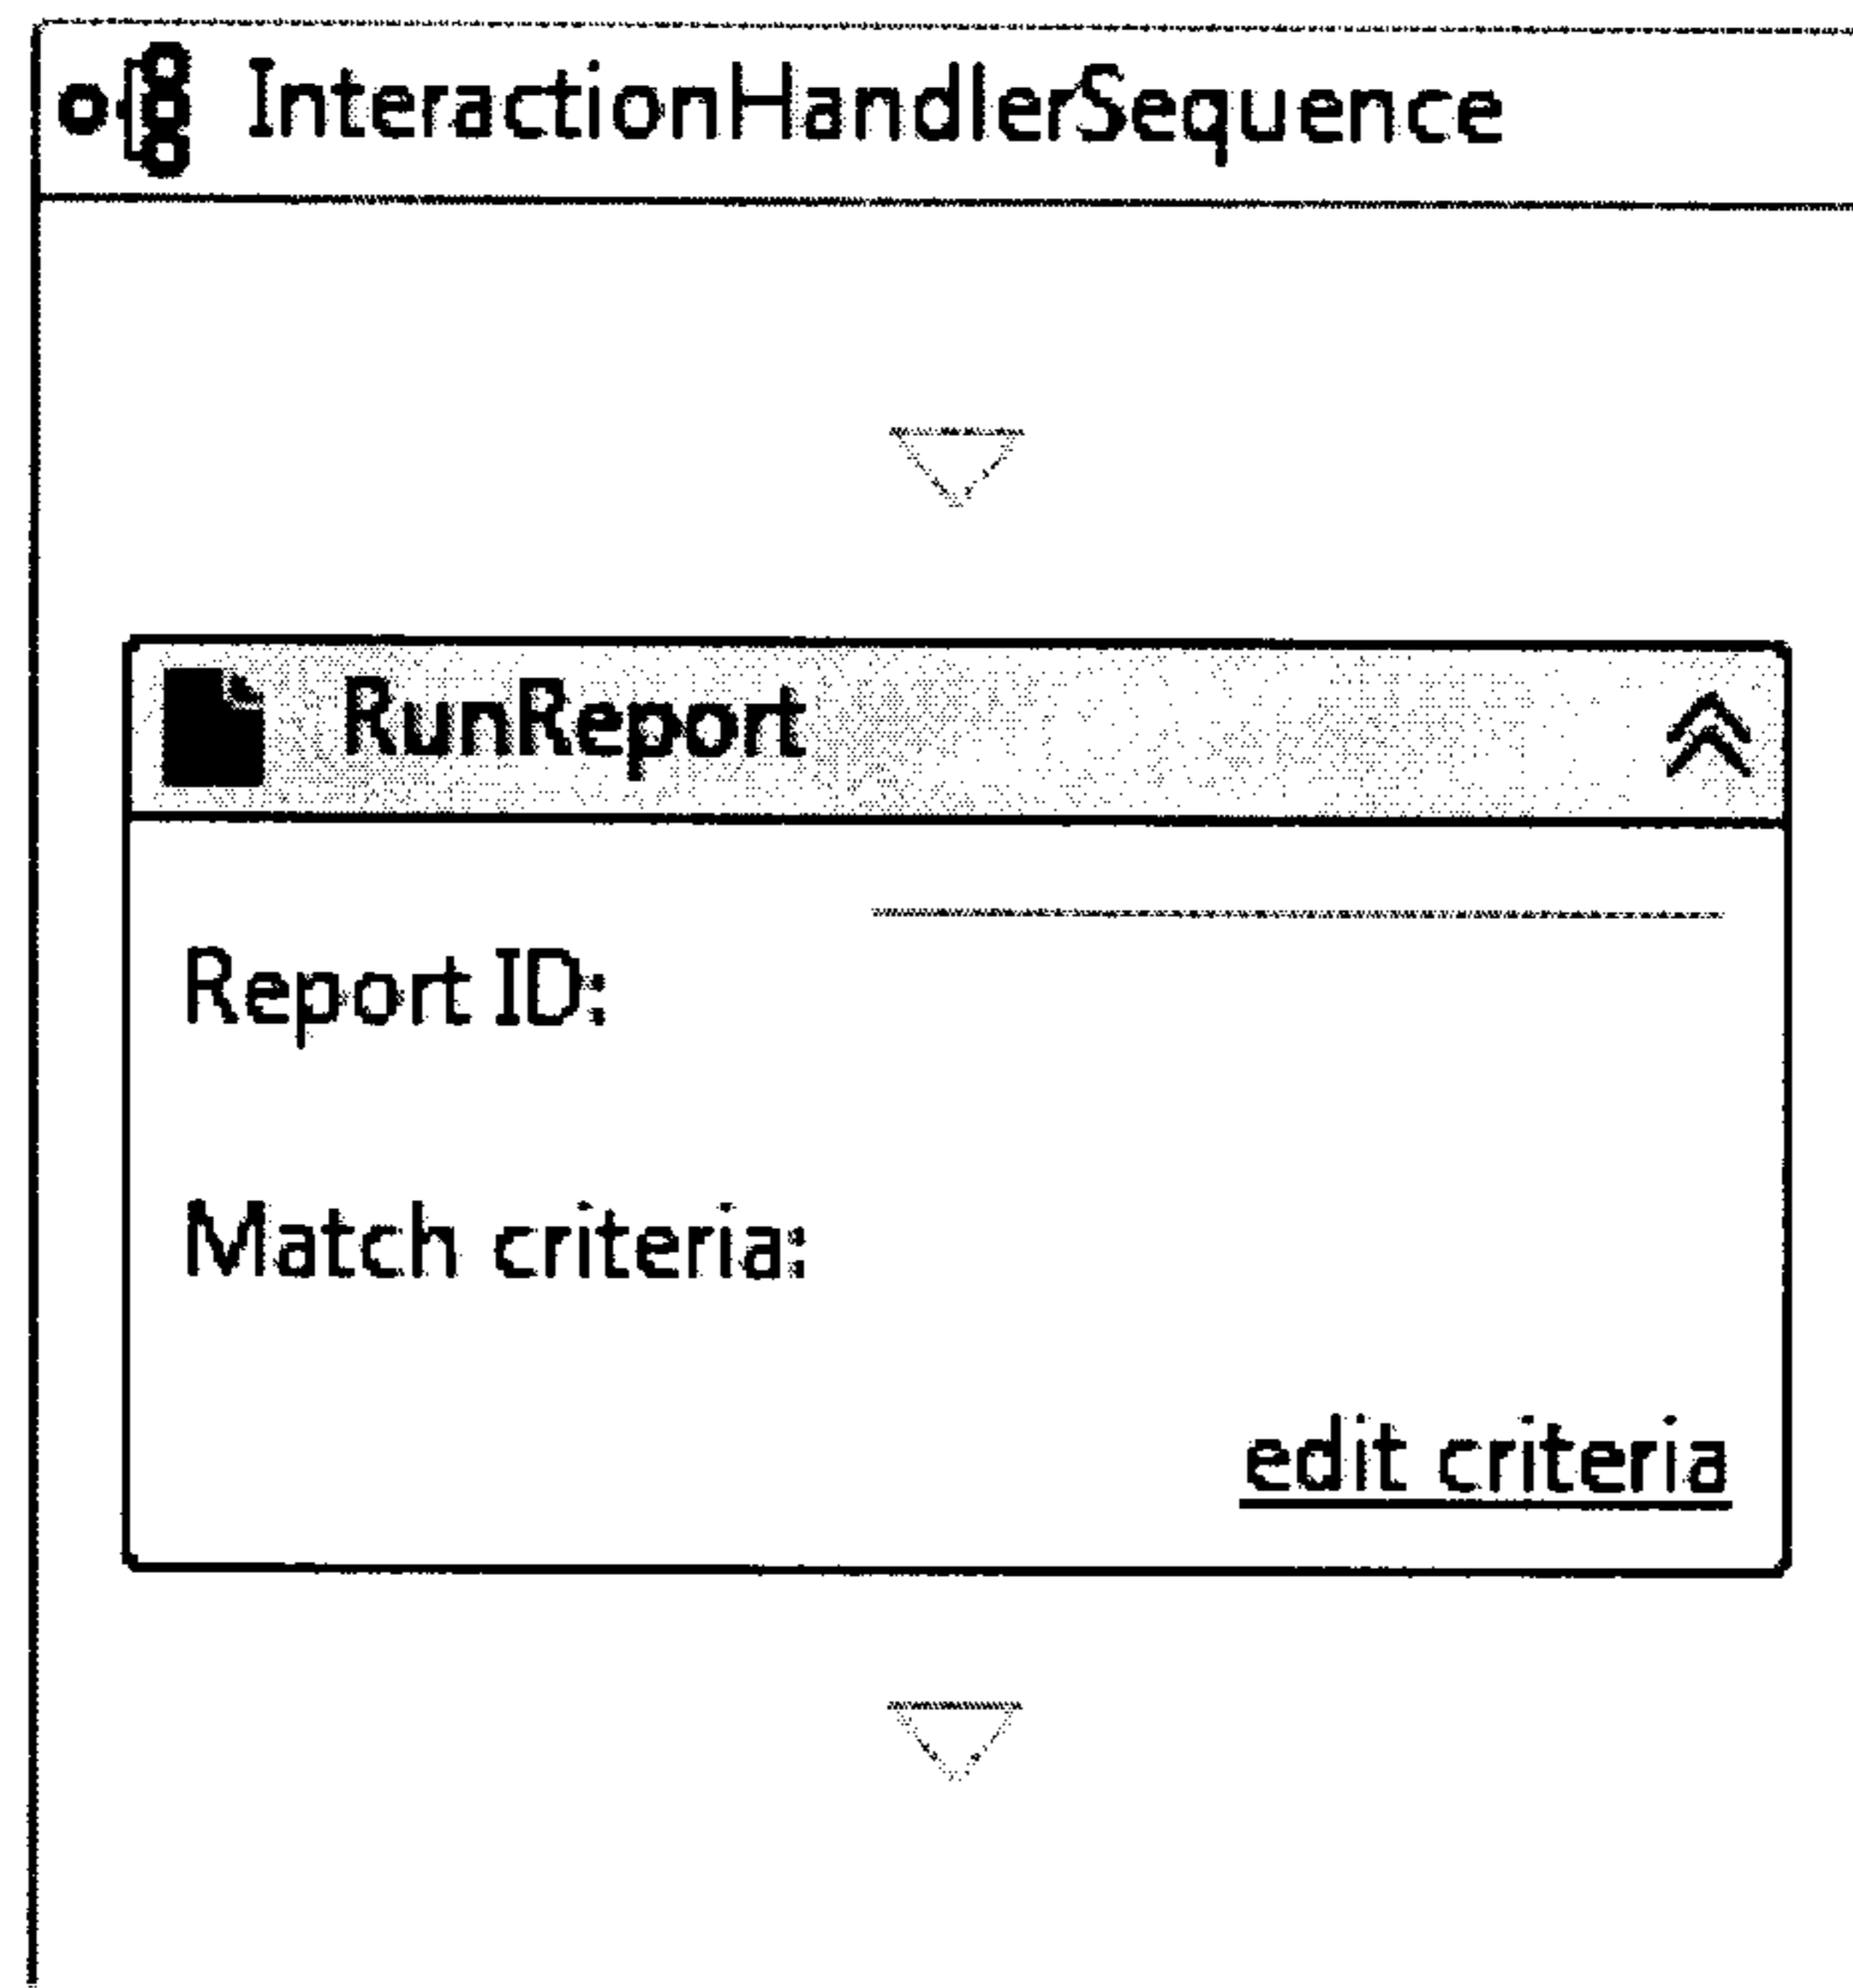 InteractionHandlerSequence
RunReport
Report ID:
Match criteria:
edit criteria